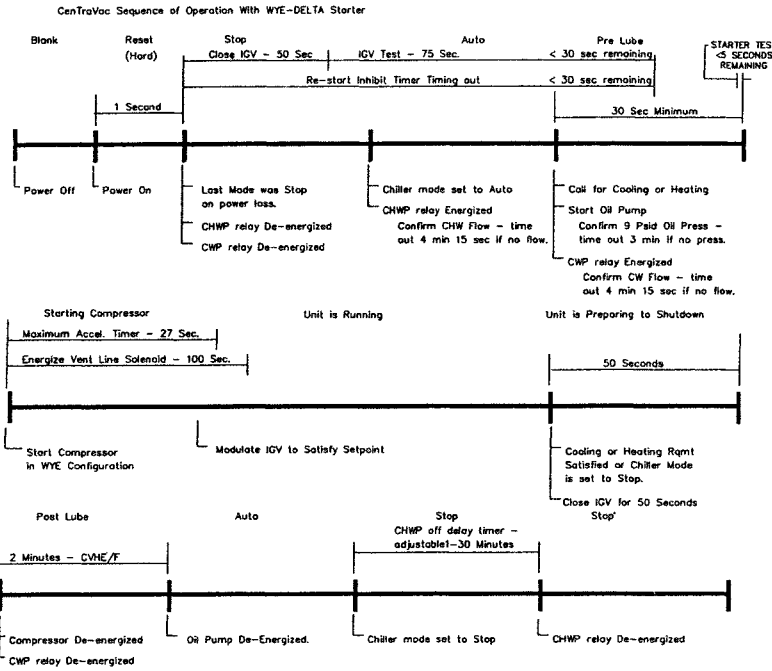 CenTraVac Sequence of Operation With WYE-DELTA Starter
Blank
Reset
(Hard)
Stop
Close IGV - 50 Sec
Auto
IGV Test - 75 Sec.
Pre Lube
< 30 sec remaining
STARTER TES
<5 SECONDS
REMAINING
Re-start Inhibit Timer Timing out
< 30 sec remaining
1 Second
30 Sec Minimum
Power Off
Power On
Last Mode was Stop
on power loss.
CHWP relay De-energized
CWP relay De-energized
Chiller mode set to Auto
CHWP relay Energized
Confirm CHW Flow - time
out 4 min 15 sec if no flow.
Call for Cooling or Heating
Start Oil Pump
Confirm 9 Psid Oil Press -
time out 3 min if no press.
CWP relay Energized
Confirm CW Flow - time
out 4 min 15 sec if no flow.
Starting Compressor
Unit is Running
Unit is Preparing to Shutdown
Maximum Accel. Timer - 27 Sec.
Energize Vent Line Solenoid - 100 Sec.
50 Seconds
Start Compressor
in WYE Configuration
Modulate IGV to Satisfy Setpoint
Cooling or Heating Rqmt
Satisfied or Chiller Mode
is set to Stop.
Close IGV for 50 Seconds
Stop'
Post Lube
Auto
Stop
CHWP off delay timer -
adjustable1-30 Minutes
2 Minutes - CVHE/F
Compressor De-energized
CWP relay De-energized
Oil Pump De-Energized.
Chiller mode set to Stop
CHWP relay De-energized